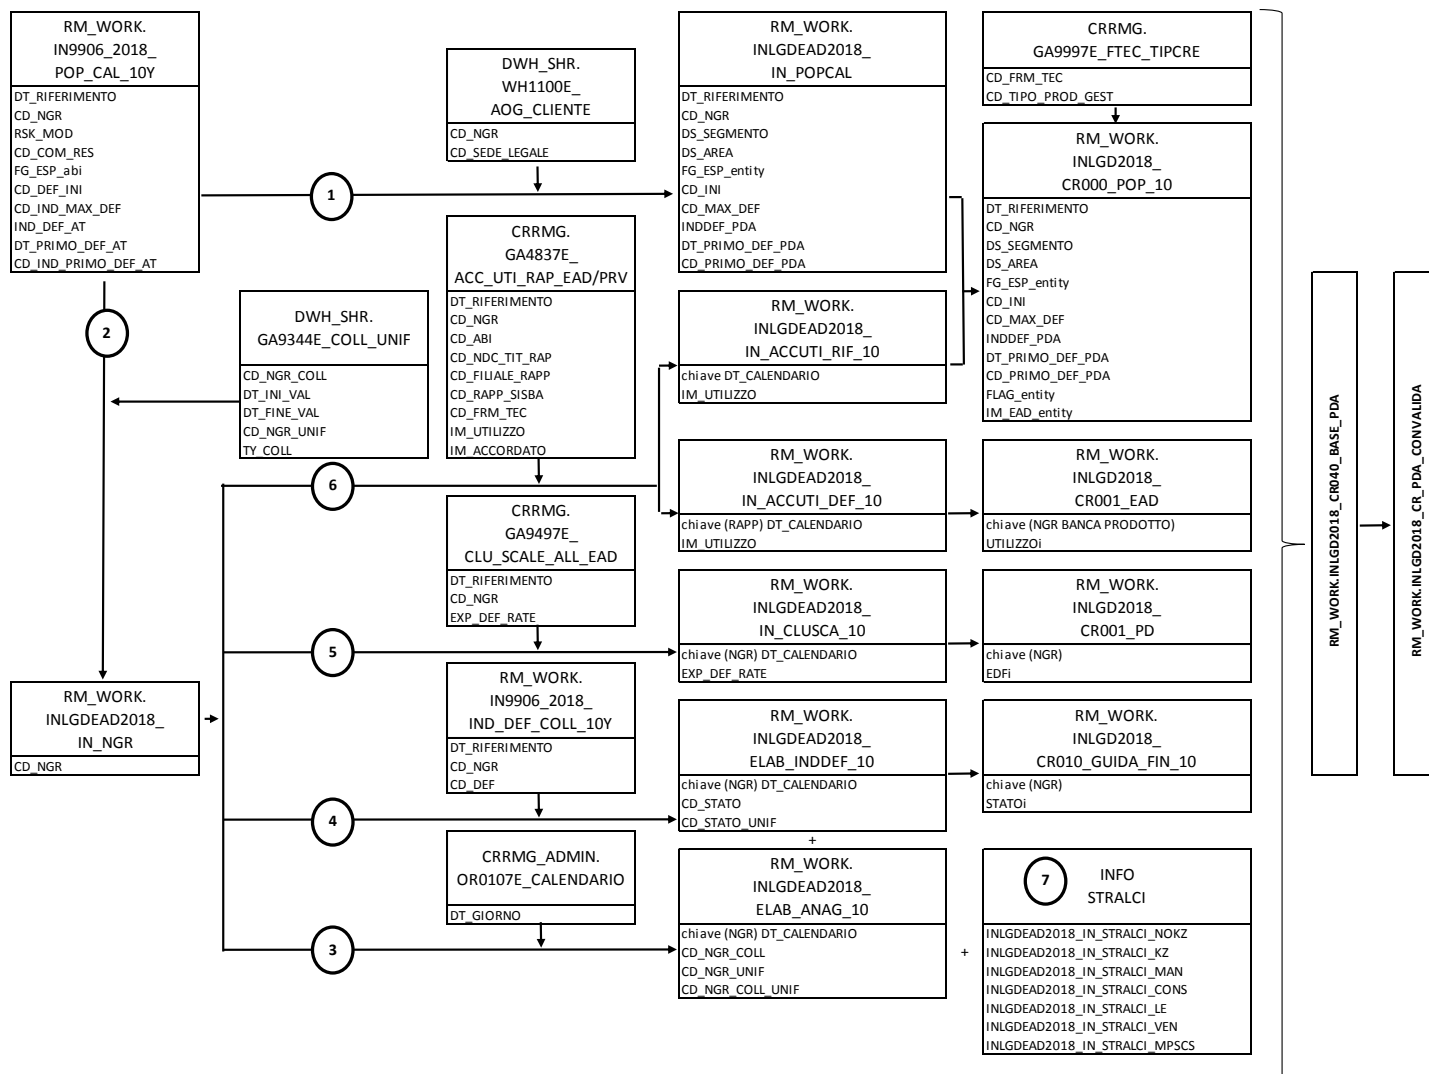 RM_WORK.
IN9906_2018_
POP_CAL_10Y
DT_RIFERIMENTO
CD_NGR
RSK_MOD
CD_COM_RES
FG_ESP_abi
CD_DEF_INI
CD_IND_MAX_DEF
IND_DEF_AT
DT_PRIMO_DEF_AT
CD_IND_PRIMO_DEF_AT
DWH_SHR.
WH1100E_
AOG_CLIENTE
CD_NGR
CD_SEDE_LEGALE
1
RM_WORK.
INLGDEAD2018_
IN_POPCAL
DT_RIFERIMENTO
CD_NGR
DS_SEGMENTO
DS_AREA
FG_ESP_entity
CD_INI
CD_MAX_DEF
INDDEF_PDA
DT_PRIMO_DEF_PDA
CD_PRIMO_DEF_PDA
CRRMG.
GA9997E_FTEC_TIPCRE
CD_FRM_TEC
CD_TIPO_PROD_GEST
RM_WORK.
INLGD2018_
CR000_POP_10
DT_RIFERIMENTO
CD_NGR
DS_SEGMENTO
DS_AREA
FG_ESP_entity
CD_INI
CD_MAX_DEF
INDDEF_PDA
DT_PRIMO_DEF_PDA
CD_PRIMO_DEF_PDA
FLAG_entity
IM_EAD_entity
2
DWH_SHR.
GA9344E_COLL_UNIF
CD_NGR_COLL
DT_INI_VAL
DT_FINE_VAL
CD_NGR_UNIF
TY_COLL
CRRMG.
GA4837E_
ACC_UTI_RAP_EAD/PRV
DT_RIFERIMENTO
CD_NGR
CD_ABI
CD_NDC_TIT_RAP
CD_FILIALE_RAPP
CD_RAPP_SISBA
CD_FRM_TEC
IM_UTILIZZO
IM_ACCORDATO
RM_WORK.
INLGDEAD2018_
IN_ACCUTI_RIF_10
chiave DT_CALENDARIO
IM_UTILIZZO
6
RM_WORK.
INLGDEAD2018_
IN_ACCUTI_DEF_10
chiave (RAPP) DT_CALENDARIO
IM_UTILIZZO
RM_WORK.
INLGD2018_
CR001_EAD
chiave (NGR BANCA PRODOTTO)
UTILIZZOi
CRRMG.
GA9497E_
CLU_SCALE_ALL_EAD
DT_RIFERIMENTO
CD_NGR
EXP_DEF_RATE
5
RM_WORK.
INLGDEAD2018_
IN_CLUSCA_10
chiave (NGR) DT_CALENDARIO
EXP_DEF_RATE
RM_WORK.
INLGD2018_
CR001_PD
chiave (NGR)
EDFi
RM_WORK.
INLGDEAD2018_
IN_NGR
CD_NGR
RM_WORK.
IN9906_2018_
IND_DEF_COLL_10Y
DT_RIFERIMENTO
CD_NGR
CD_DEF
4
RM_WORK.
INLGDEAD2018_
ELAB_INDDEF_10
chiave (NGR) DT_CALENDARIO
CD_STATO
CD_STATO_UNIF
RM_WORK.
INLGD2018_
CR010_GUIDA_FIN_10
chiave (NGR)
STATOi
+
CRRMG_ADMIN.
OR0107E_CALENDARIO
DT_GIORNO
3
RM_WORK.
INLGDEAD2018_
ELAB_ANAG_10
chiave (NGR) DT_CALENDARIO
CD_NGR_COLL
CD_NGR_UNIF
CD_NGR_COLL_UNIF
+
7
INFO
STRALCI
INLGDEAD2018_IN_STRALCI_NOKZ
INLGDEAD2018_IN_STRALCI_KZ
INLGDEAD2018_IN_STRALCI_MAN
INLGDEAD2018_IN_STRALCI_CONS
INLGDEAD2018_IN_STRALCI_LE
INLGDEAD2018_IN_STRALCI_VEN
INLGDEAD2018_IN_STRALCI_MPSCS
RM_WORK.INLGD2018_CR040_BASE_PDA
RM_WORK.INLGD2018_CR_PDA_CONVALIDA